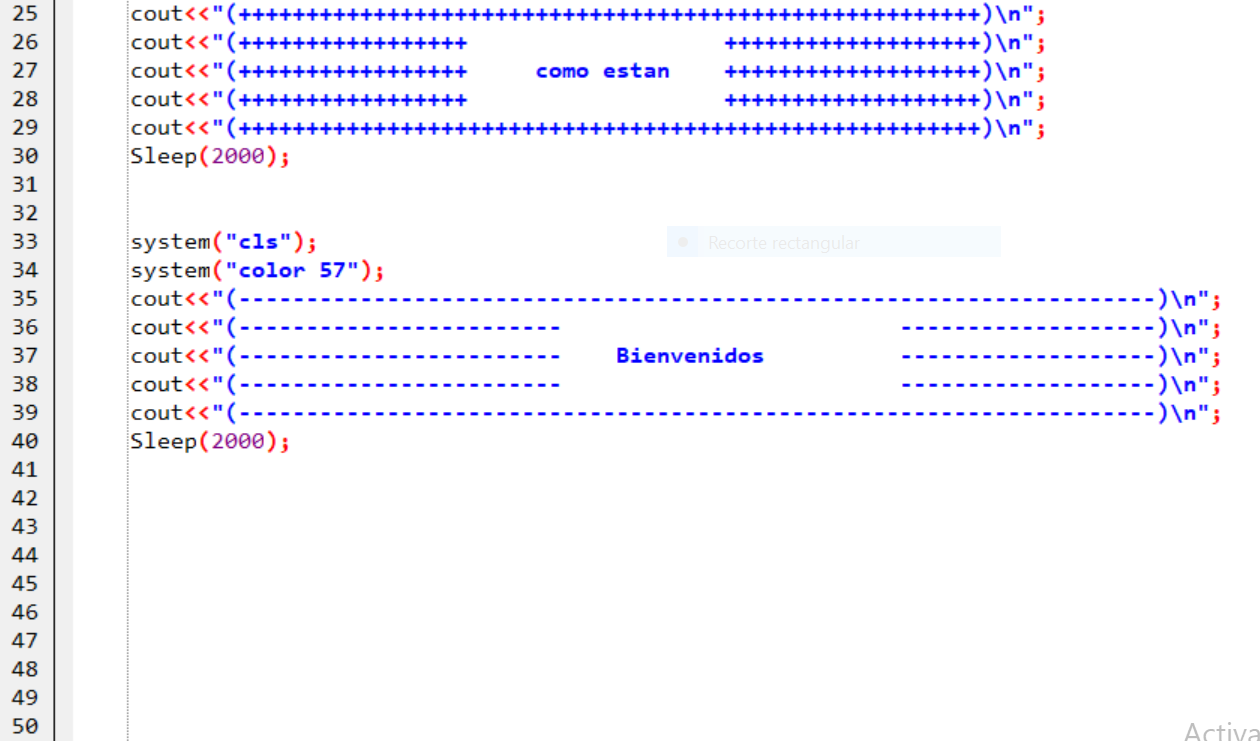 25 cout<<"(+++++++++++++++++++++++++++++++++++++++++++++++++++++++)\n";
26 cout<<"(+++++++++++++++++                   +++++++++++++++++++)\n";
27 cout<<"(+++++++++++++++++     como estan    +++++++++++++++++++)\n";
28 cout<<"(+++++++++++++++++                   +++++++++++++++++++)\n";
29 cout<<"(+++++++++++++++++++++++++++++++++++++++++++++++++++++++)\n";
30 Sleep(2000);
31
32
33 system("cls"); Recorte rectangular
34 system("color 57");
35 cout<<"(--------------------------------------------------------------------)\n";
36 cout<<"(------------------------                         -------------------)\n";
37 cout<<"(------------------------    Bienvenidos          -------------------)\n";
38 cout<<"(------------------------                         -------------------)\n";
39 cout<<"(--------------------------------------------------------------------)\n";
40 Sleep(2000);
41
42
43
44
45
46
47
48
49
50
Activa